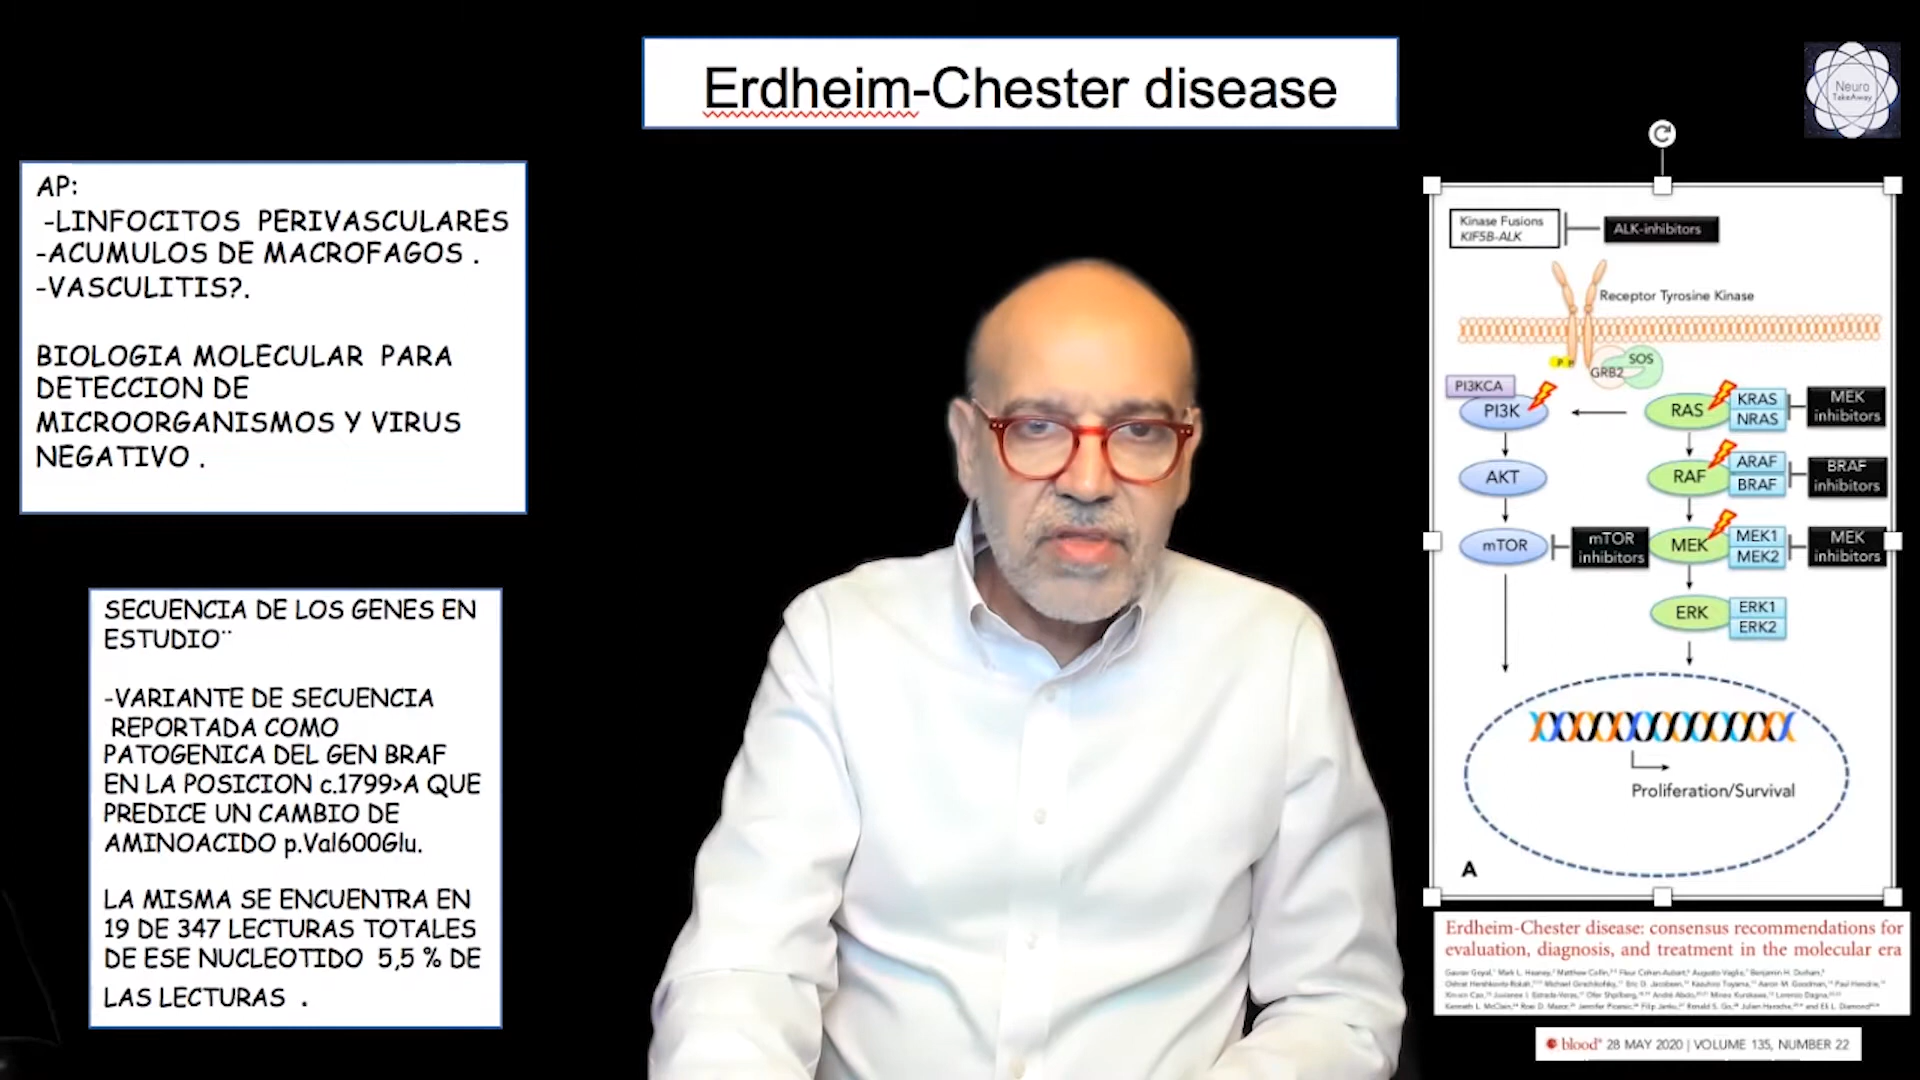 Erdheim-Chester disease
Neuro
TakeAway
AP:
-LINFOCITOS PERIVASCULARES
-ACUMULOS DE MACROFAGOS .
-VASCULITIS?.
BIOLOGIA MOLECULAR PARA
DETECCION DE
MICROORGANISMOS Y VIRUS
NEGATIVO .
SECUENCIA DE LOS GENES EN
ESTUDIO¨
-VARIANTE DE SECUENCIA
REPORTADA COMO
PATOGENICA DEL GEN BRAF
EN LA POSICION c.1799>A QUE
PREDICE UN CAMBIO DE
AMINOACIDO p.Val600Glu.
LA MISMA SE ENCUENTRA EN
19 DE 347 LECTURAS TOTALES
DE ESE NUCLEOTIDO 5,5 % DE
LAS LECTURAS .
Kinase Fusions
KIF5B-ALK
ALK-inhibitors
Receptor Tyrosine Kinase
P P
GRB2
SOS
PI3KCA
PI3K
RAS
KRAS
NRAS
MEK
inhibitors
AKT
RAF
ARAF
BRAF
BRAF
inhibitors
mTOR
mTOR
inhibitors
MEK
MEK1
MEK2
MEK
inhibitors
ERK
ERK1
ERK2
Proliferation/Survival
A
Erdheim-Chester disease: consensus recommendations for
evaluation, diagnosis, and treatment in the molecular era
blood® 28 MAY 2020 | VOLUME 135, NUMBER 22